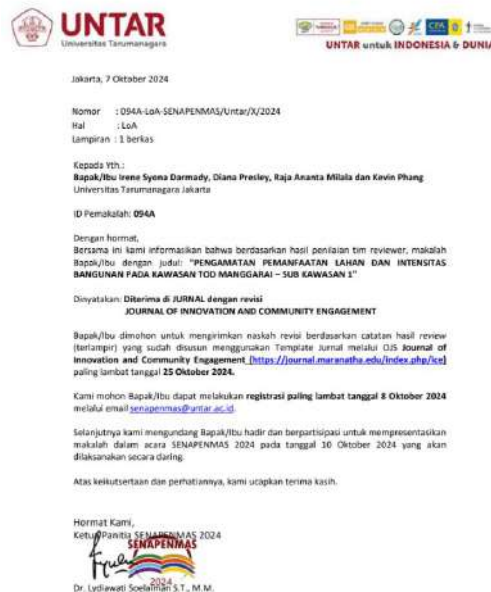 UNTAR
Universitas Tarumanagara
UNTAR untuk INDONESIA & DUNIA
Jakarta, 7 Oktober 2024
Nomor : 094A-LoA-SENAPENMAS/Untar/X/2024
Hal : LoA
Lampiran : 1 berkas
Kepada Yth.:
Bapak/Ibu Irene Syona Darmady, Diana Presley, Raja Ananta Milala dan Kevin Phang
Universitas Tarumanagara Jakarta
ID Pemakalah: 094A
Dengan hormat,
Bersama ini kami informasikan bahwa berdasarkan hasil penilaian tim reviewer, makalah
Bapak/Ibu dengan judul: "PENGAMATAN PEMANFAATAN LAHAN DAN INTENSITAS
BANGUNAN PADA KAWASAN TOD MANGGARAI – SUB KAWASAN 1"
Dinyatakan: Diterima di JURNAL dengan revisi
JOURNAL OF INNOVATION AND COMMUNITY ENGAGEMENT
Bapak/Ibu dimohon untuk mengirimkan naskah revisi berdasarkan catatan hasil review
(terlampir) yang sudah disusun menggunakan Template Jurnal melalui OJS Journal of
Innovation and Community Engagement (https://journal.maranatha.edu/index.php/ice)
paling lambat tanggal 25 Oktober 2024.
Kami mohon Bapak/Ibu dapat melakukan registrasi paling lambat tanggal 8 Oktober 2024
melalui email senapenmas@untar.ac.id.
Selanjutnya kami mengundang Bapak/Ibu hadir dan berpartisipasi untuk mempresentasikan
makalah dalam acara SENAPENMAS 2024 pada tanggal 10 Oktober 2024 yang akan
dilaksanakan secara daring.
Atas keikutsertaan dan perhatiannya, kami ucapkan terima kasih.
Hormat Kami,
Ketua Panitia SENAPENMAS 2024
SENAPENMAS
2024
Dr. Lydiawati Soelaiman S.T., M.M.